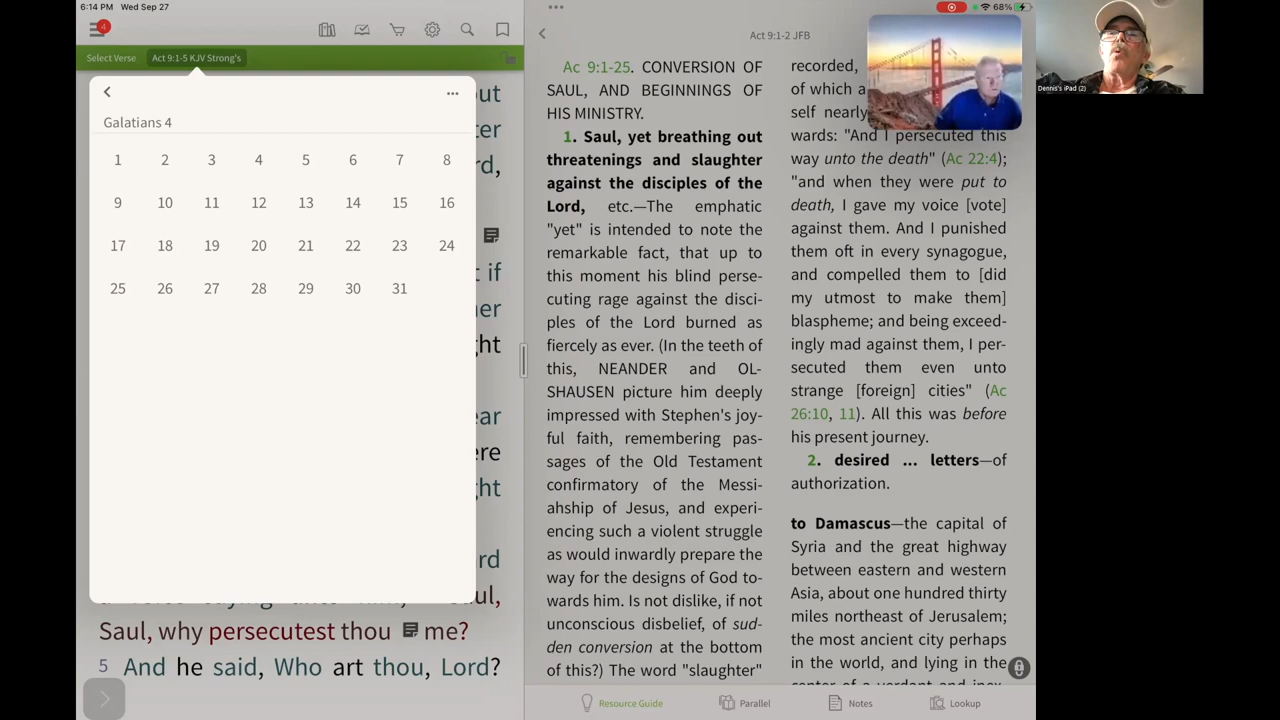 6:14 PM Wed Sep 27
68%
4
Select Verse
Act 9:1-5 KJV Strong's
Act 9:1-2 JFB
Dennis's iPad (2)
Galatians 4
1 2 3 4 5 6 7 8
9 10 11 12 13 14 15 16
17 18 19 20 21 22 23 24
25 26 27 28 29 30 31
out
ter
rd,
t if
her
ght
ear
ere
ght
ard
Saul, why persecutest thou me?
5 And he said, Who art thou, Lord?
Ac 9:1-25. CONVERSION OF
SAUL, AND BEGINNINGS OF
HIS MINISTRY.
1. Saul, yet breathing out
threatenings and slaughter
against the disciples of the
Lord, etc.—The emphatic
"yet" is intended to note the
remarkable fact, that up to
this moment his blind perse-
cuting rage against the disci-
ples of the Lord burned as
fiercely as ever. (In the teeth of
this, NEANDER and OL-
SHAUSEN picture him deeply
impressed with Stephen's joy-
ful faith, remembering pas-
sages of the Old Testament
confirmatory of the Messi-
ahship of Jesus, and experi-
encing such a violent struggle
as would inwardly prepare the
way for the designs of God to-
wards him. Is not dislike, if not
unconscious disbelief, of sud-
den conversion at the bottom
of this?) The word "slaughter"
recorded,
of which a
self nearly
wards: "And I persecuted this
way unto the death" (Ac 22:4);
"and when they were put to
death, I gave my voice [vote]
against them. And I punished
them oft in every synagogue,
and compelled them to [did
my utmost to make them]
blaspheme; and being exceed-
ingly mad against them, I per-
secuted them even unto
strange [foreign] cities" (Ac
26:10, 11). All this was before
his present journey.
2. desired ... letters—of
authorization.
to Damascus—the capital of
Syria and the great highway
between eastern and western
Asia, about one hundred thirty
miles northeast of Jerusalem;
the most ancient city perhaps
in the world, and lying in the
Resource Guide
Parallel
Notes
Lookup